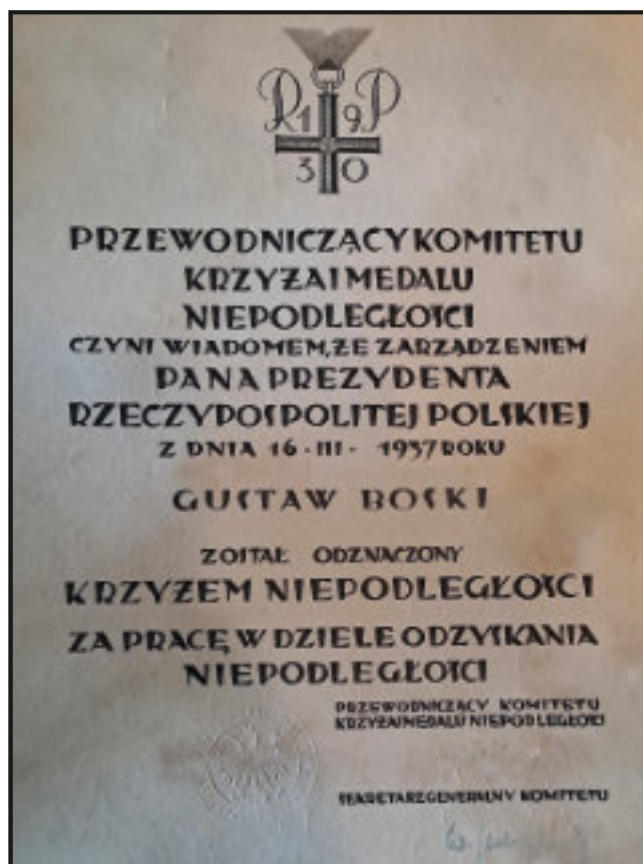 R 19 P
30
PRZEWODNICZĄCY KOMITETU
KRZYŻA I MEDALU
NIEPODLEGŁOŚCI
CZYNI WIADOMEM, ŻE ZARZĄDZENIEM
PANA PREZYDENTA
RZECZYPOSPOLITEJ POLSKIEJ
Z DNIA 16 · III · 1937 ROKU
GUSTAW BOSKI
ZOSTAŁ ODZNACZONY
KRZYŻEM NIEPODLEGŁOŚCI
ZA PRACĘ W DZIELE ODZYSKANIA
NIEPODLEGŁOŚCI
PRZEWODNICZĄCY KOMITETU
KRZYŻA I MEDALU NIEPODLEGŁOŚCI
SEKRETARZ GENERALNY KOMITETU